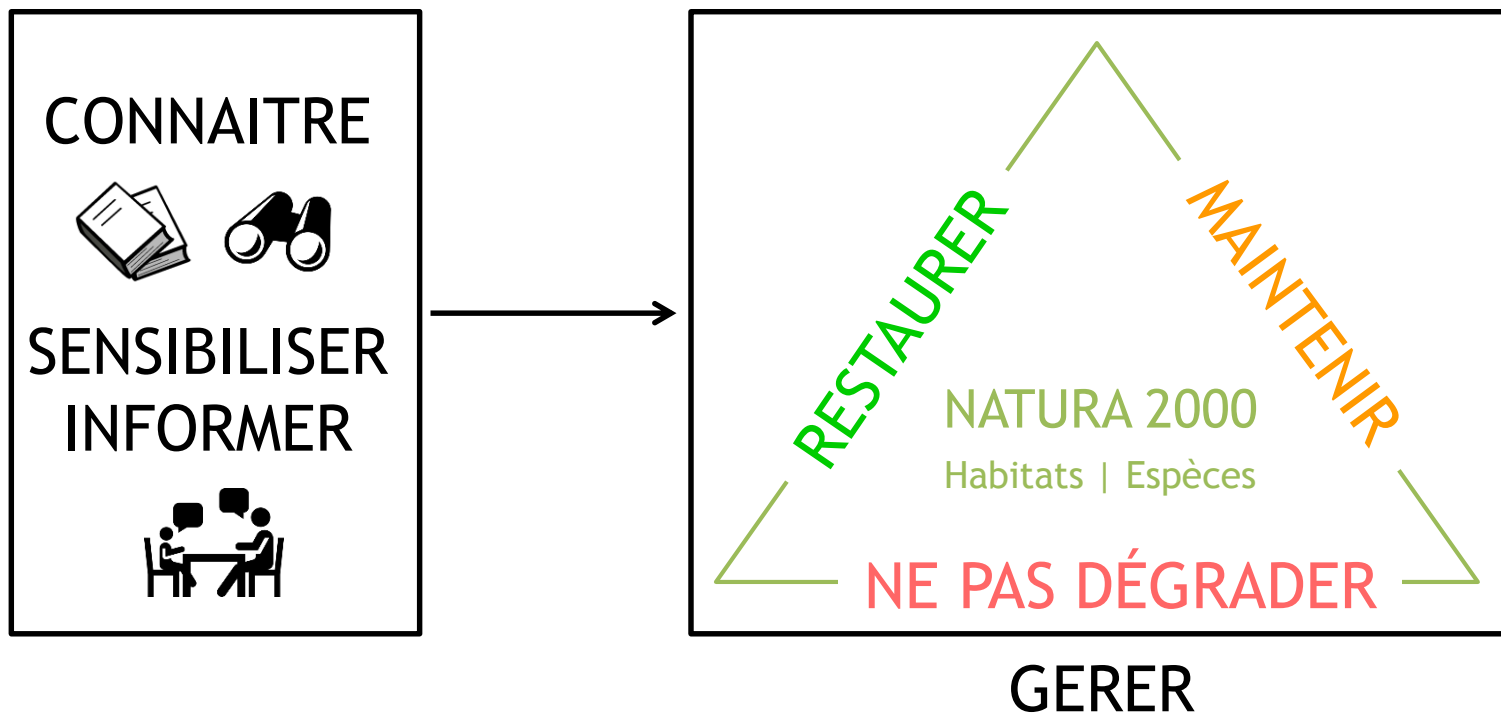 CONNAITRE
SENSIBILISER
INFORMER
RESTAURER
MAINTENIR
NATURA 2000
Habitats | Espèces
NE PAS DÉGRADER
GERER